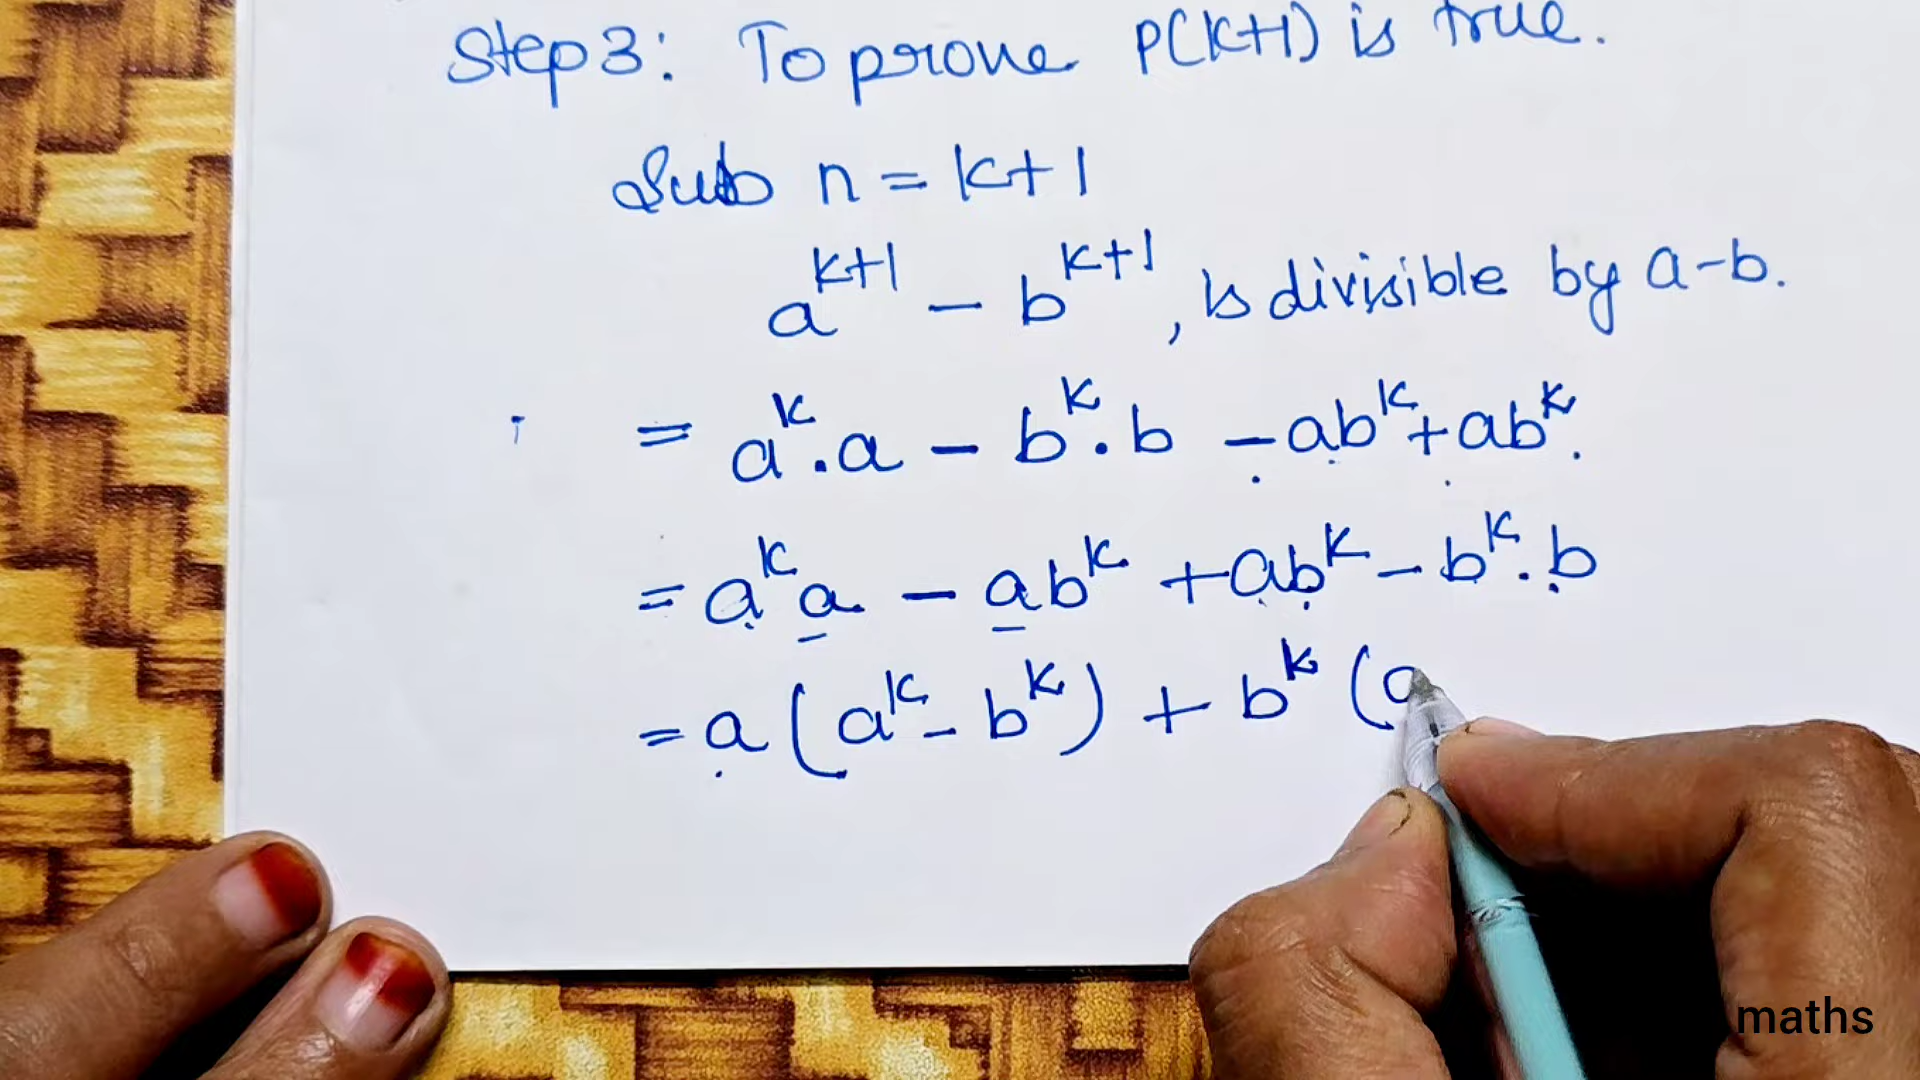 Step 3: To prove P(k+1) is true.
Sub n = k+1
a^{k+1} - b^{k+1}, is divisible by a-b.
= a^k . a - b^k . b - ab^k + ab^k.
= a^k a - ab^k + ab^k - b^k . b
= a (a^k - b^k) + b^k (a
maths